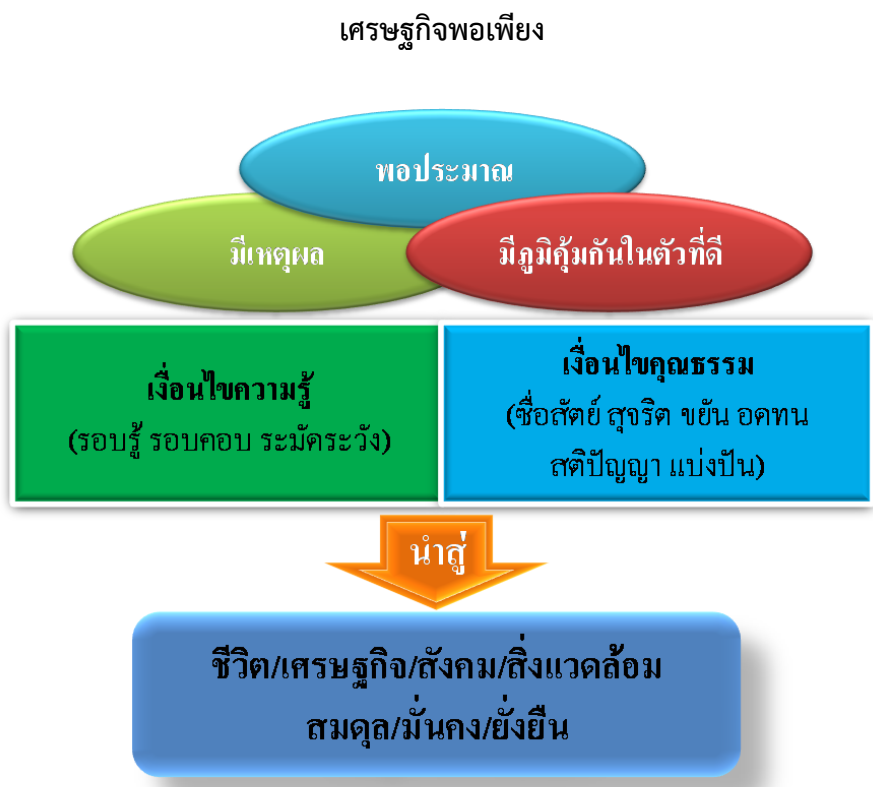 เศรษฐกิจพอเพียง
พอประมาณ
มีเหตุผล
มีภูมิคุ้มกันในตัวที่ดี
เงื่อนไขความรู้
(รอบรู้ รอบคอบ ระมัดระวัง)
เงื่อนไขคุณธรรม
(ซื่อสัตย์ สุจริต ขยัน อดทน
สติปัญญา แบ่งปัน)
นำสู่
ชีวิต/เศรษฐกิจ/สังคม/สิ่งแวดล้อม
สมดุล/มั่นคง/ยั่งยืน